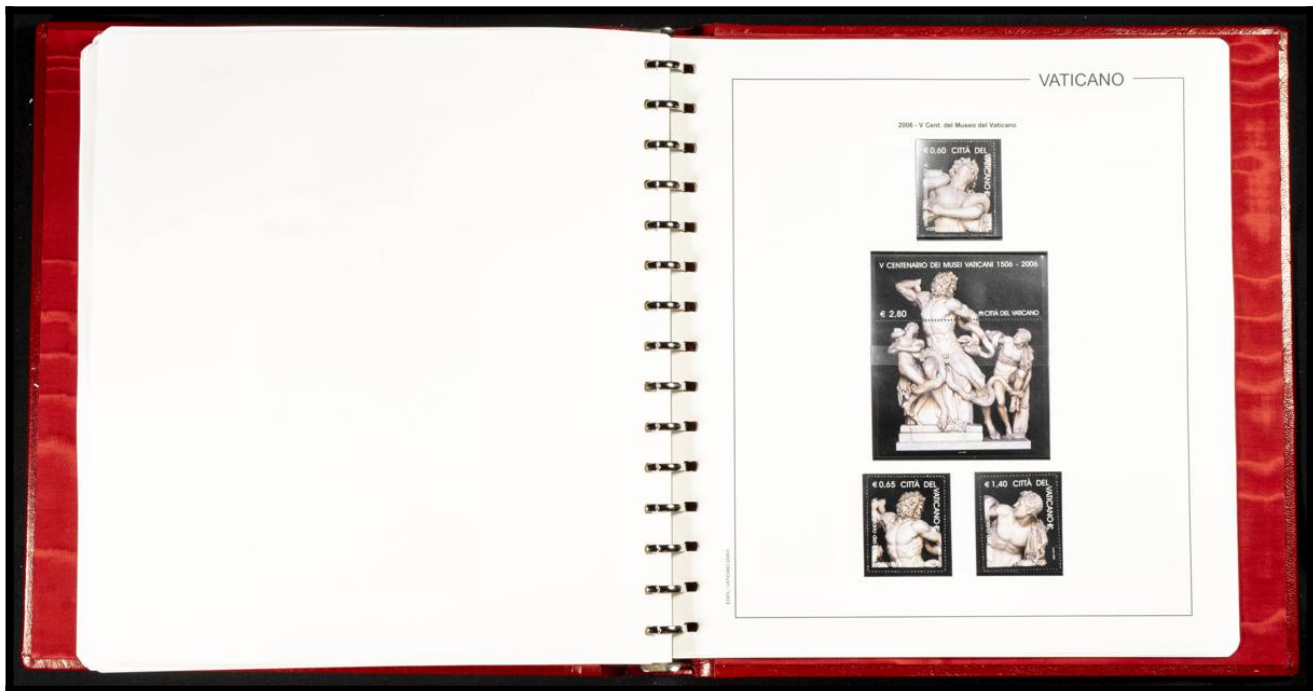 VATICANO
2006 - V Cent. del Museo del Vaticano
€ 0,60 CITTÀ DEL VATICANO
V CENTENARIO DEI MUSEI VATICANI 1506 - 2006
€ 2,80
CITTÀ DEL VATICANO
€ 0,65 CITTÀ DEL VATICANO
€ 1,40 CITTÀ DEL VATICANO